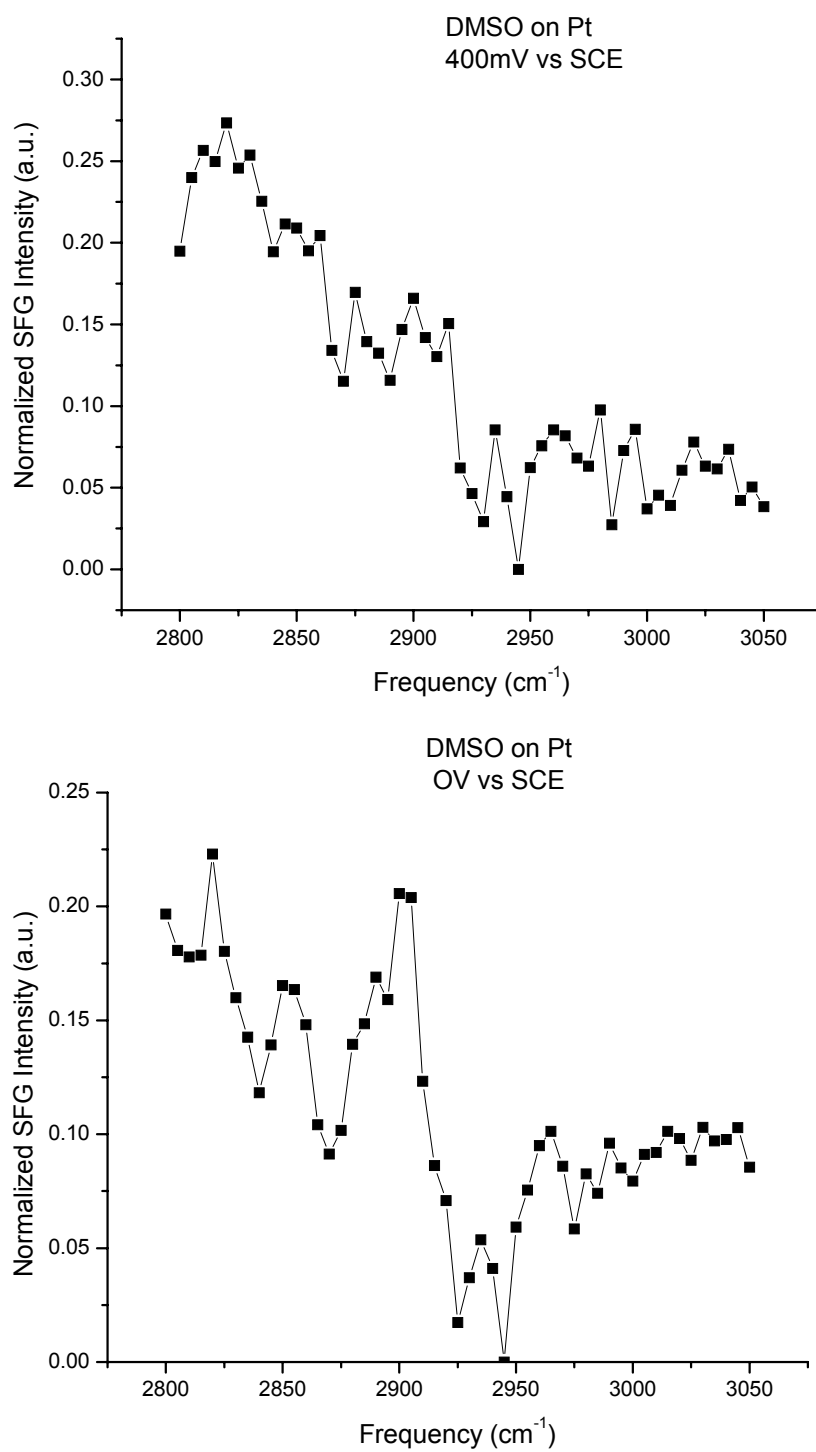 DMSO on Pt
400mV vs SCE
Normalized SFG Intensity (a.u.)
0.30
0.25
0.20
0.15
0.10
0.05
0.00
2800 2850 2900 2950 3000 3050
Frequency (cm⁻¹)
DMSO on Pt
OV vs SCE
Normalized SFG Intensity (a.u.)
0.25
0.20
0.15
0.10
0.05
0.00
2800 2850 2900 2950 3000 3050
Frequency (cm⁻¹)